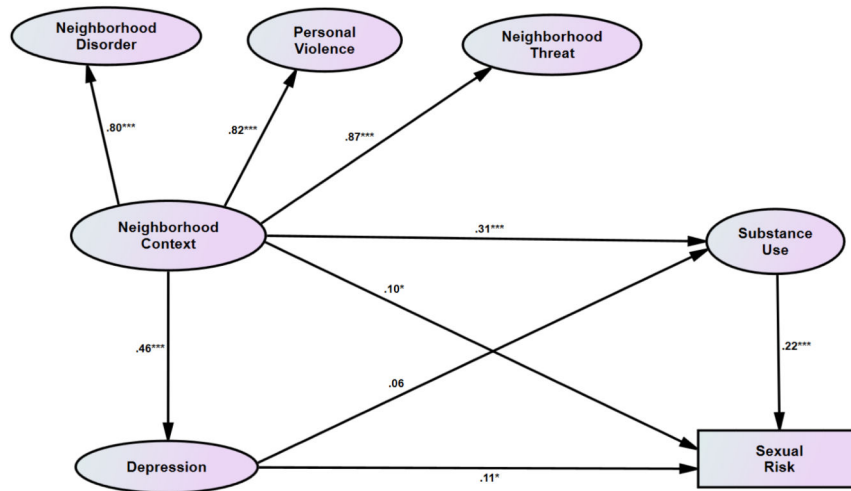 Neighborhood
Disorder
Personal
Violence
Neighborhood
Threat
.80***
.82***
.87***
Neighborhood
Context
.31***
Substance
Use
.10*
.46***
.06
.22***
Depression
.11*
Sexual
Risk